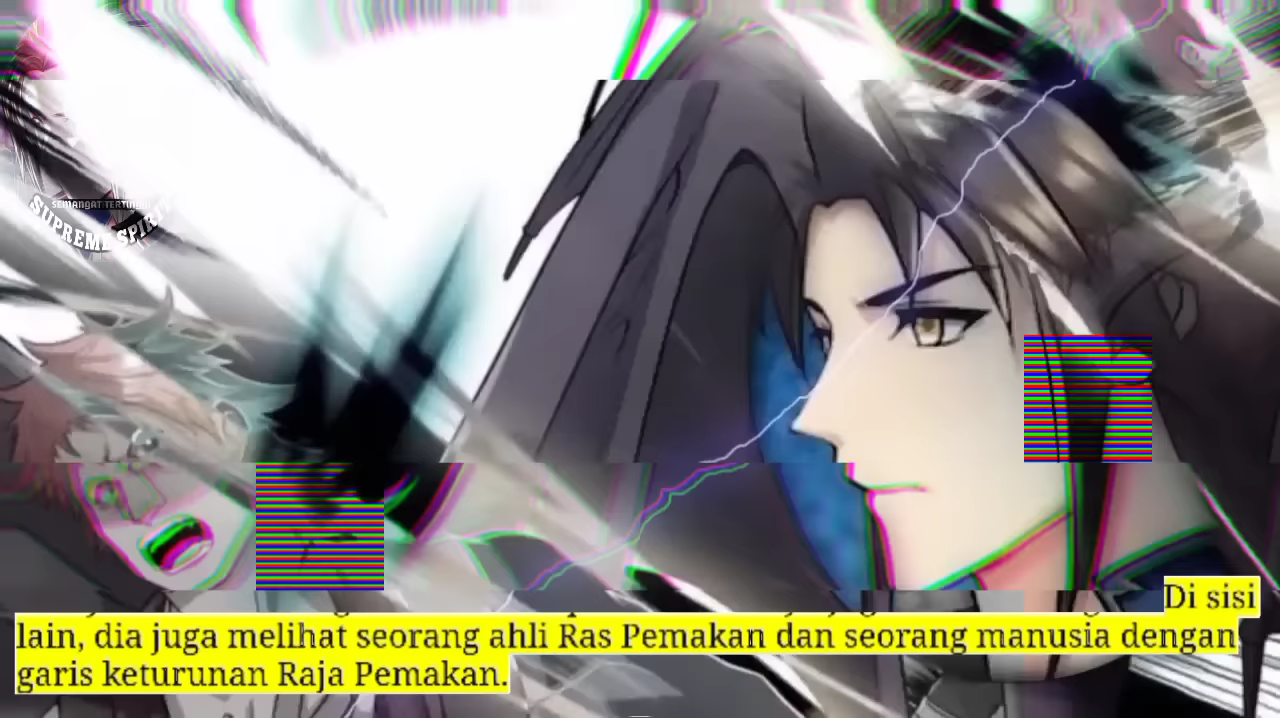 SEMANGAT TERTINGGI
SUPREME SPIRIT
Di sisi
lain, dia juga melihat seorang ahli Ras Pemakan dan seorang manusia dengan
garis keturunan Raja Pemakan.